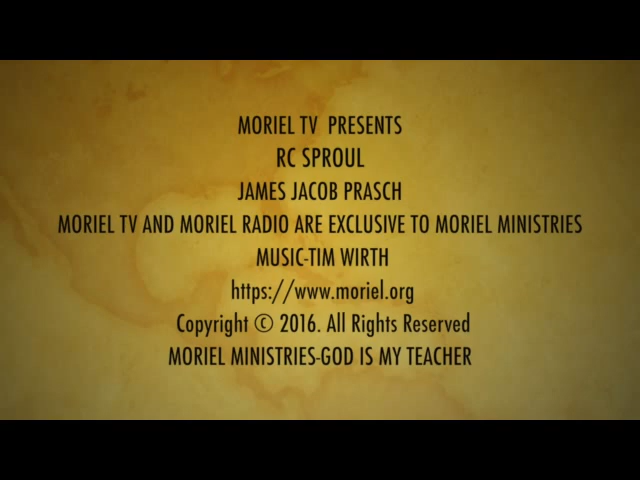 MORIEL TV  PRESENTS
RC SPROUL
JAMES JACOB PRASCH
MORIEL TV AND MORIEL RADIO ARE EXCLUSIVE TO MORIEL MINISTRIES
MUSIC-TIM WIRTH
https://www.moriel.org
Copyright © 2016. All Rights Reserved
MORIEL MINISTRIES-GOD IS MY TEACHER